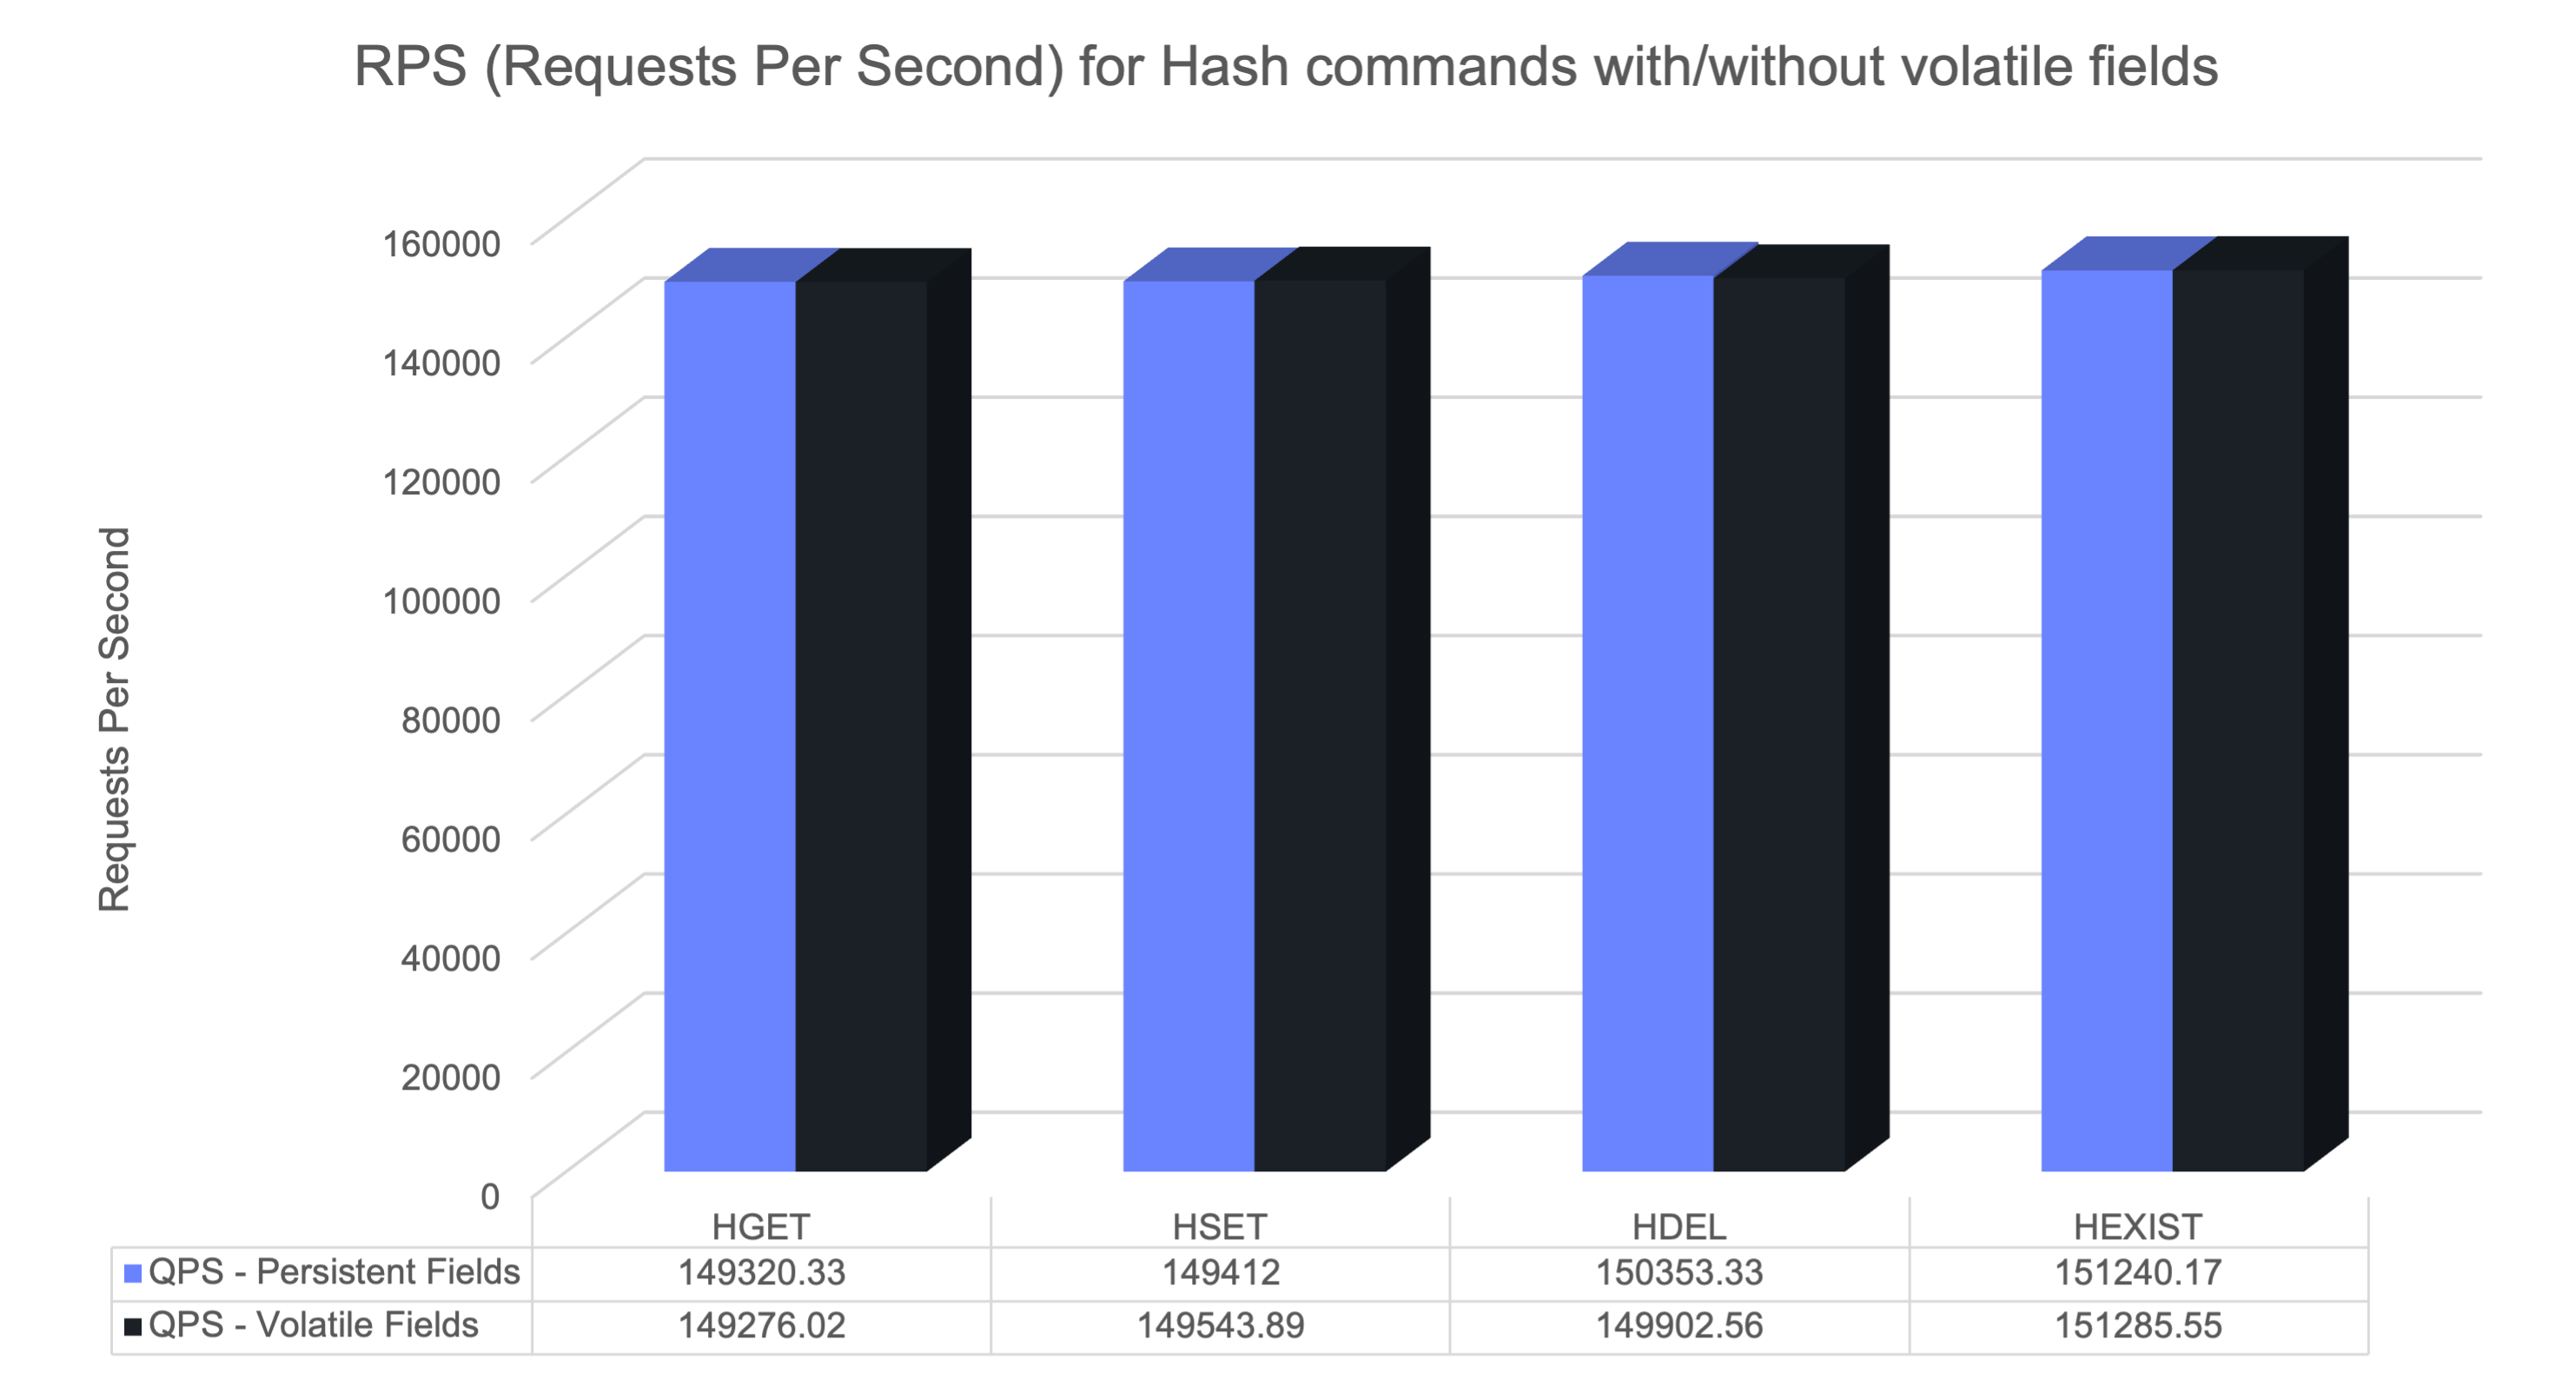 RPS (Requests Per Second) for Hash commands with/without volatile fields
160000
140000
120000
100000
80000
60000
40000
20000
0
Requests Per Second
HGET HSET HDEL HEXIST
QPS - Persistent Fields 149320.33 149412 150353.33 151240.17
QPS - Volatile Fields 149276.02 149543.89 149902.56 151285.55